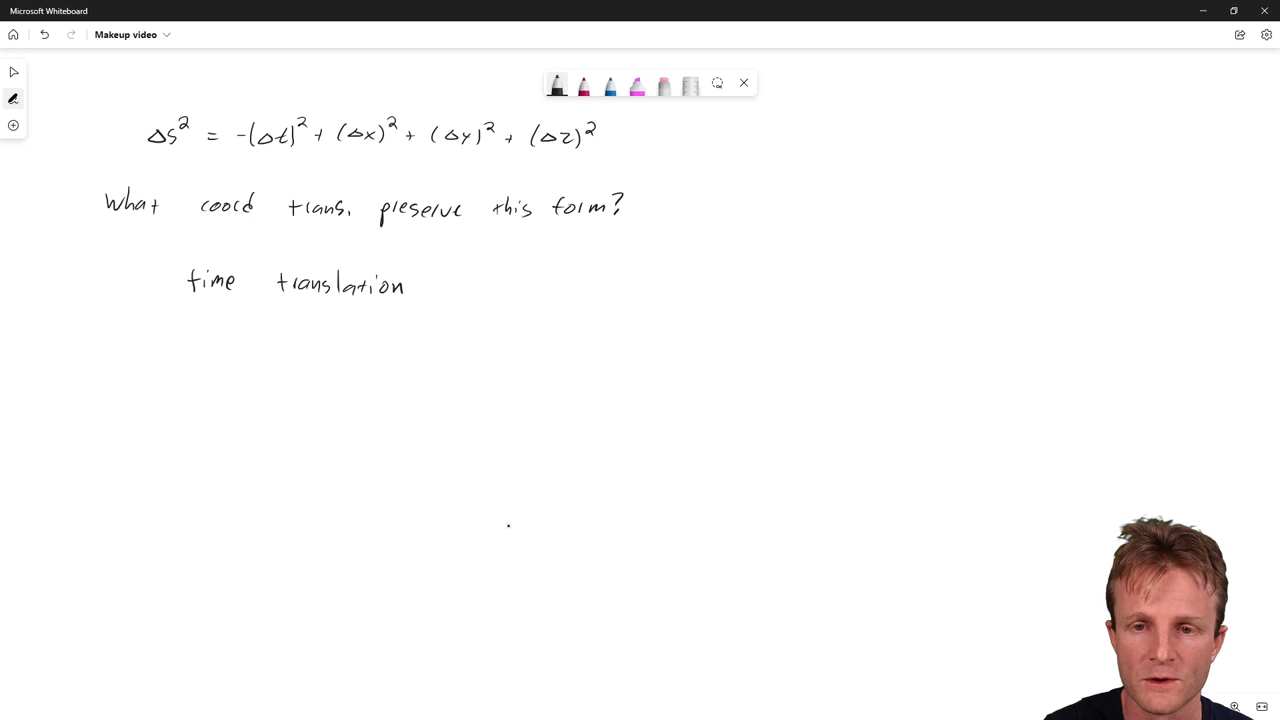 Microsoft Whiteboard
Makeup video
Δs² = -(Δt)² + (Δx)² + (Δy)² + (Δz)²
What coord trans. preserve this form?
time translation